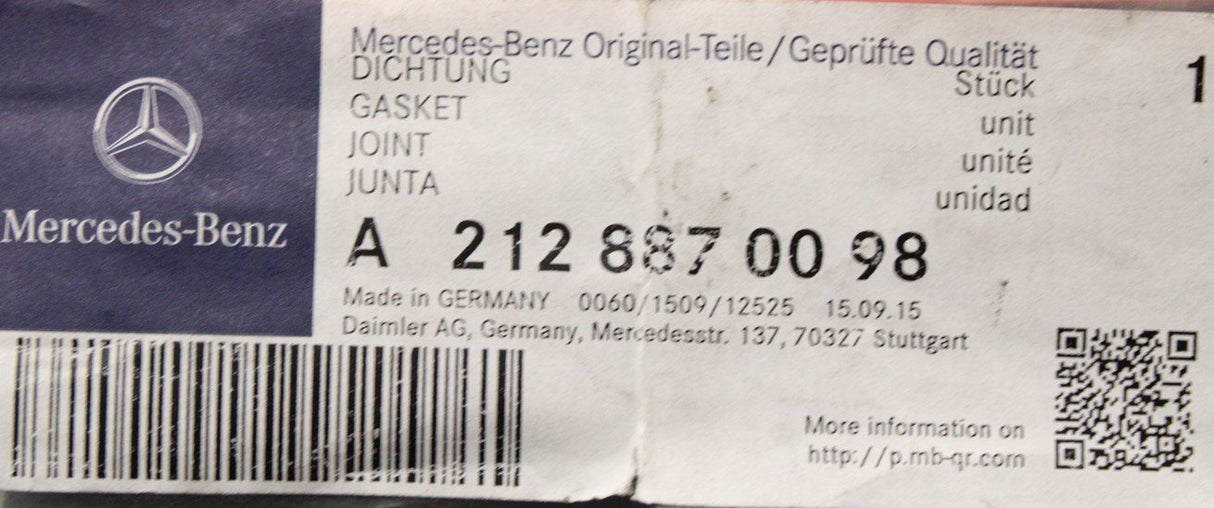 Mercedes-Benz
Mercedes-Benz Original-Teile/Geprüfte Qualität
DICHTUNG Stück 1
GASKET unit
JOINT unité
JUNTA unidad
A 212 887 00 98
Made in GERMANY 0060/1509/12525 15.09.15
Daimler AG, Germany, Mercedesstr. 137, 70327 Stuttgart
More information on
http://p.mb-qr.com